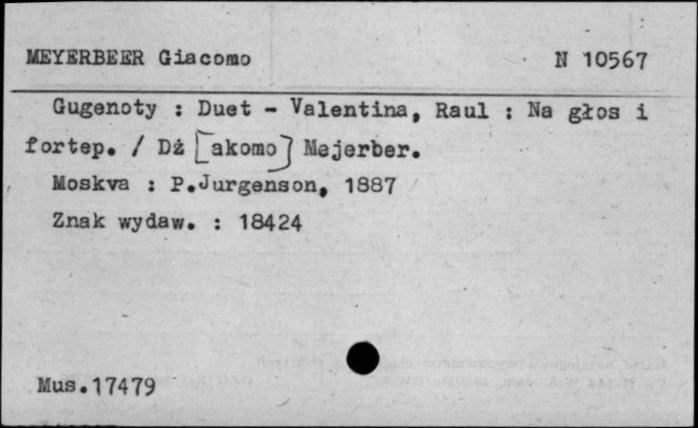 MEYERBEER Giacomo N 10567
Gugenoty : Duet - Valentina, Raul : Na głos i
fortep. / Dż [akomo] Mejerber.
Moskva : P.Jurgenson, 1887
Znak wydaw. : 18424
Mus.17479